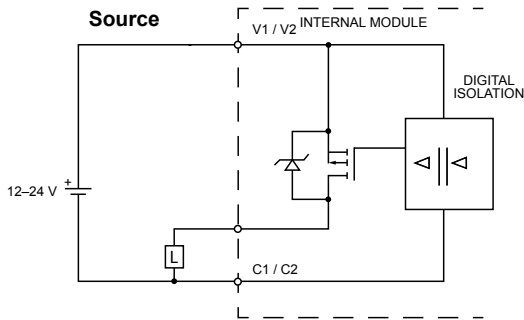 Source
V1 / V2
INTERNAL MODULE
DIGITAL
ISOLATION
12–24 V
+
L
C1 / C2